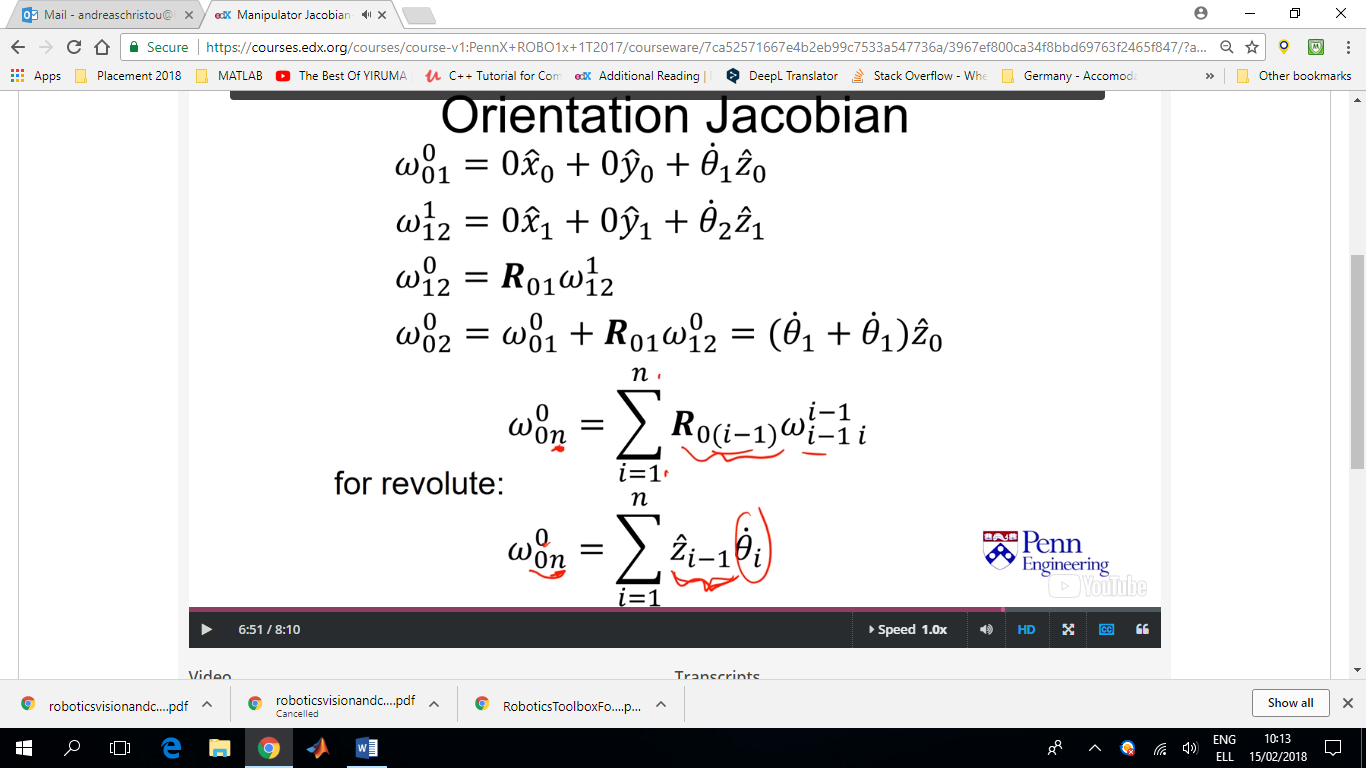 Mail - andreaschristou@
Manipulator Jacobian
Secure
https://courses.edx.org/courses/course-v1:PennX+ROBO1x+1T2017/courseware/7ca52571667e4b2eb99c7533a547736a/3967ef800ca34f8bbd69763f2465f847/?a...
Apps Placement 2018 MATLAB The Best Of YIRUMA C++ Tutorial for Com Additional Reading | DeepL Translator Stack Overflow - Whe Germany - Accomoda » Other bookmarks
Orientation Jacobian
ω⁰₀₁ = 0x̂₀ + 0ŷ₀ + θ̇₁ẑ₀
ω¹₁₂ = 0x̂₁ + 0ŷ₁ + θ̇₂ẑ₁
ω⁰₁₂ = R₀₁ω¹₁₂
ω⁰₀₂ = ω⁰₀₁ + R₀₁ω⁰₁₂ = (θ̇₁ + θ̇₁)ẑ₀
ω⁰₀ₙ = ∑ⁿᵢ₌₁ R₀₍ᵢ₋₁₎ωⁱ⁻¹ᵢ₋₁ ᵢ
for revolute:
ω⁰₀ₙ = ∑ⁿᵢ₌₁ ẑᵢ₋₁θ̇ᵢ
Penn
Engineering
YouTube
6:51 / 8:10 Speed 1.0x HD CC
Video Transcripts
roboticsvisionandc....pdf
roboticsvisionandc....pdf
Cancelled
RoboticsToolboxFo....p...
Show all
ENG
ELL
10:13
15/02/2018